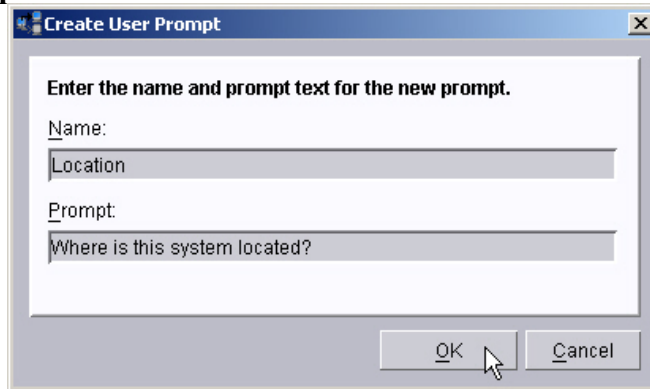 Create User Prompt
Enter the name and prompt text for the new prompt.
Name:
Location
Prompt:
Where is this system located?
OK Cancel